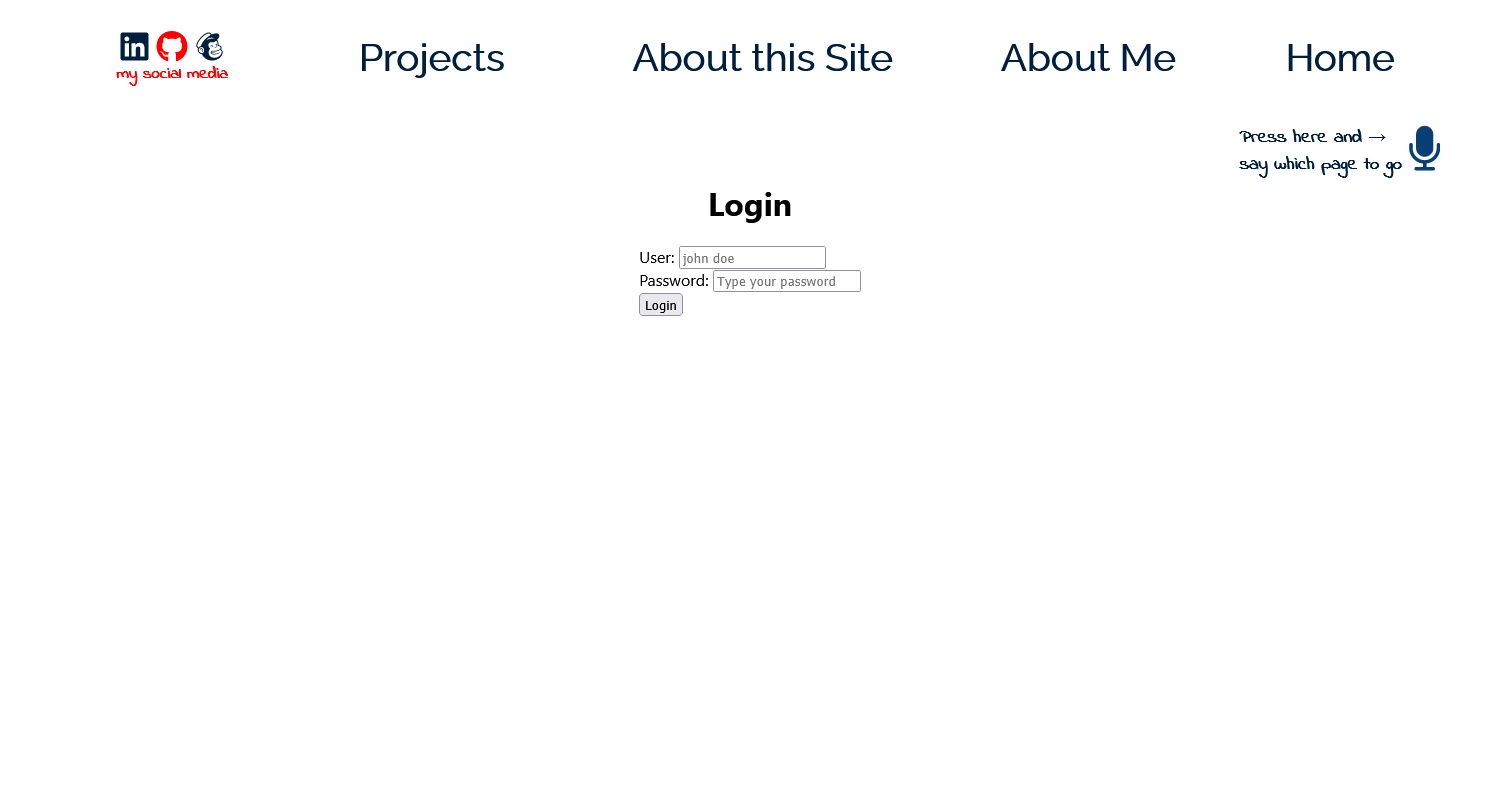 my social media
Projects
About this Site
About Me
Home
Press here and →
say which page to go
Login
User: john doe
Password: Type your password
Login